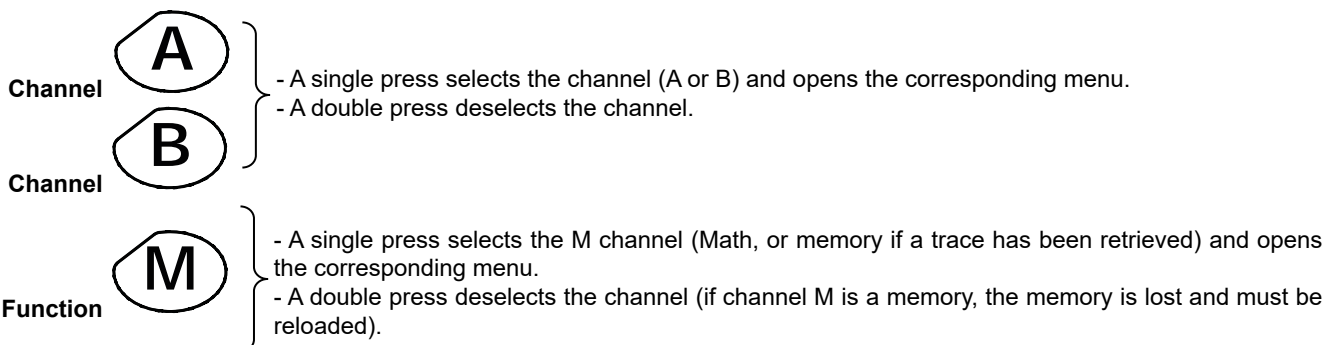 A
Channel
- A single press selects the channel (A or B) and opens the corresponding menu.
- A double press deselects the channel.
B
Channel
M
Function
- A single press selects the M channel (Math, or memory if a trace has been retrieved) and opens
the corresponding menu.
- A double press deselects the channel (if channel M is a memory, the memory is lost and must be
reloaded).